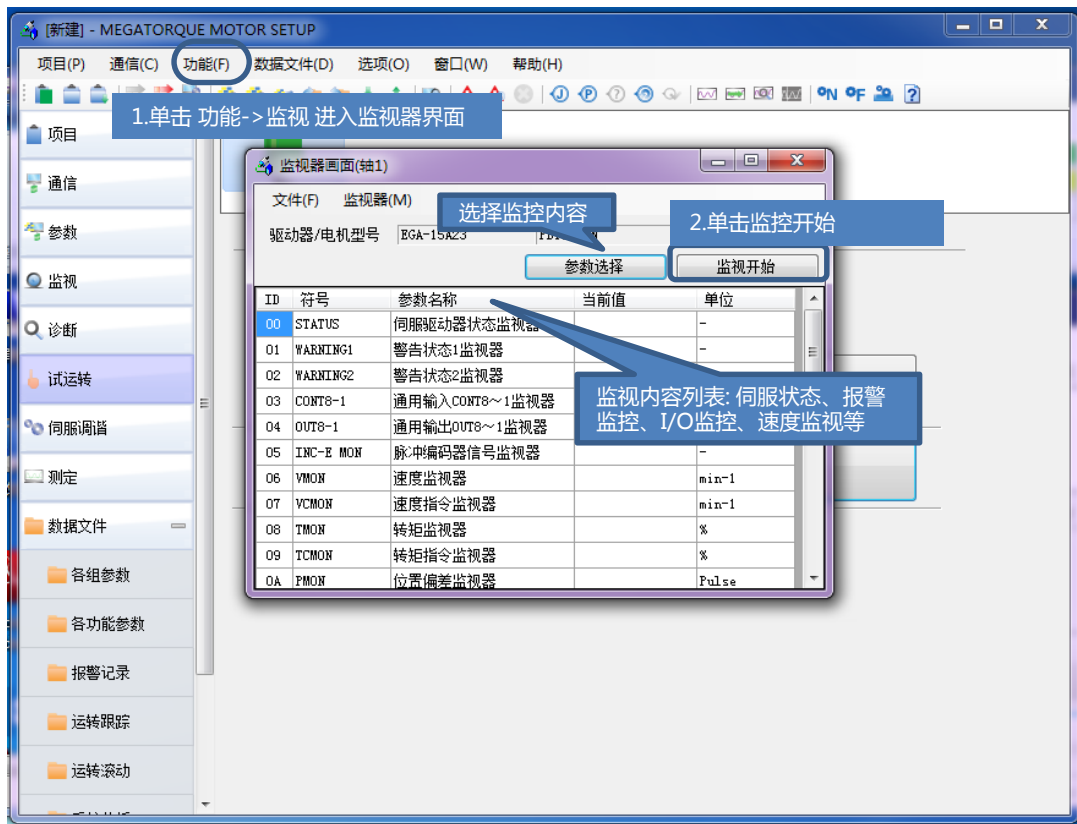 [新建] - MEGATORQUE MOTOR SETUP
项目(P) 通信(C) 功能(F) 数据文件(D) 选项(O) 窗口(W) 帮助(H)
1.单击 功能->监视 进入监视器界面
项目
通信
参数
监视
诊断
试运转
伺服调谐
测定
数据文件
各组参数
各功能参数
报警记录
运转跟踪
运转滚动
监视器画面(轴1)
文件(F) 监视器(M)
选择监控内容
2.单击监控开始
驱动器/电机型号 EGA-15A23
参数选择 监视开始
ID 符号 参数名称 当前值 单位
00 STATUS 伺服驱动器状态监视器 -
01 WARNING1 警告状态1监视器 -
02 WARNING2 警告状态2监视器
03 CONT8-1 通用输入CONT8～1监视器
04 OUT8-1 通用输出OUT8～1监视器
05 INC-E MON 脉冲编码器信号监视器 -
06 VMON 速度监视器 min-1
07 VCMON 速度指令监视器 min-1
08 TMON 转矩监视器 %
09 TCMON 转矩指令监视器 %
0A PMON 位置偏差监视器 Pulse
监视内容列表: 伺服状态、报警
监控、I/O监控、速度监视等